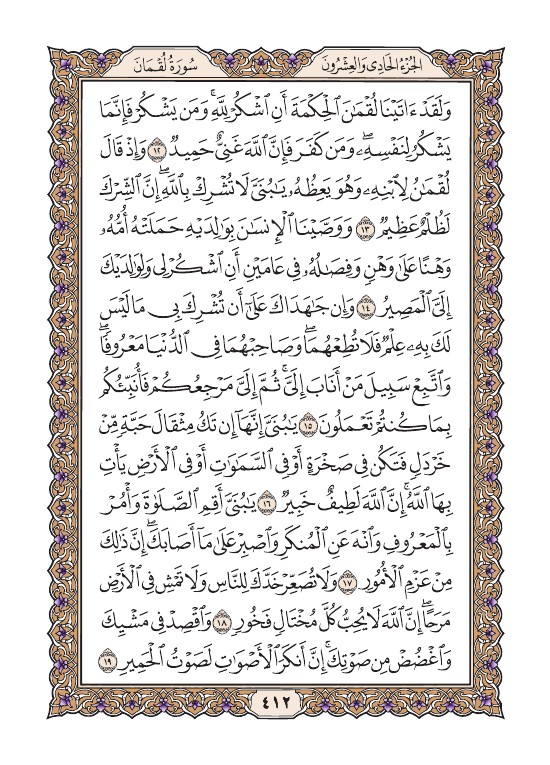 الجُزْءُ الحَادِي وَالعِشْرُونَ
سُورَةُ لُقْمَانَ
وَلَقَدْ ءَاتَيْنَا لُقْمَٰنَ ٱلْحِكْمَةَ أَنِ ٱشْكُرْ لِلَّهِۚ وَمَن يَشْكُرْ فَإِنَّمَا
يَشْكُرُ لِنَفْسِهِۦۖ وَمَن كَفَرَ فَإِنَّ ٱللَّهَ غَنِيٌّ حَمِيدٌ ١٢ وَإِذْ قَالَ
لُقْمَٰنُ لِٱبْنِهِۦ وَهُوَ يَعِظُهُۥ يَٰبُنَيَّ لَا تُشْرِكْ بِٱللَّهِۖ إِنَّ ٱلشِّرْكَ
لَظُلْمٌ عَظِيمٌ ١٣ وَوَصَّيْنَا ٱلْإِنسَٰنَ بِوَٰلِدَيْهِ حَمَلَتْهُ أُمُّهُۥ
وَهْنًا عَلَىٰ وَهْنٍ وَفِصَٰلُهُۥ فِي عَامَيْنِ أَنِ ٱشْكُرْ لِي وَلِوَٰلِدَيْكَ
إِلَيَّ ٱلْمَصِيرُ ١٤ وَإِن جَٰهَدَاكَ عَلَىٰٓ أَن تُشْرِكَ بِي مَا لَيْسَ
لَكَ بِهِۦ عِلْمٌ فَلَا تُطِعْهُمَاۖ وَصَاحِبْهُمَا فِي ٱلدُّنْيَا مَعْرُوفًاۖ
وَٱتَّبِعْ سَبِيلَ مَنْ أَنَابَ إِلَيَّۚ ثُمَّ إِلَيَّ مَرْجِعُكُمْ فَأُنَبِّئُكُم
بِمَا كُنتُمْ تَعْمَلُونَ ١٥ يَٰبُنَيَّ إِنَّهَآ إِن تَكُ مِثْقَالَ حَبَّةٍ مِّنْ
خَرْدَلٍ فَتَكُن فِي صَخْرَةٍ أَوْ فِي ٱلسَّمَٰوَٰتِ أَوْ فِي ٱلْأَرْضِ يَأْتِ
بِهَا ٱللَّهُۚ إِنَّ ٱللَّهَ لَطِيفٌ خَبِيرٌ ١٦ يَٰبُنَيَّ أَقِمِ ٱلصَّلَوٰةَ وَأْمُرْ
بِٱلْمَعْرُوفِ وَٱنْهَ عَنِ ٱلْمُنكَرِ وَٱصْبِرْ عَلَىٰ مَآ أَصَابَكَۖ إِنَّ ذَٰلِكَ
مِنْ عَزْمِ ٱلْأُمُورِ ١٧ وَلَا تُصَعِّرْ خَدَّكَ لِلنَّاسِ وَلَا تَمْشِ فِي ٱلْأَرْضِ
مَرَحًاۖ إِنَّ ٱللَّهَ لَا يُحِبُّ كُلَّ مُخْتَالٍ فَخُورٍ ١٨ وَٱقْصِدْ فِي مَشْيِكَ
وَٱغْضُضْ مِن صَوْتِكَۚ إِنَّ أَنكَرَ ٱلْأَصْوَٰتِ لَصَوْتُ ٱلْحَمِيرِ ١٩
٤١٢